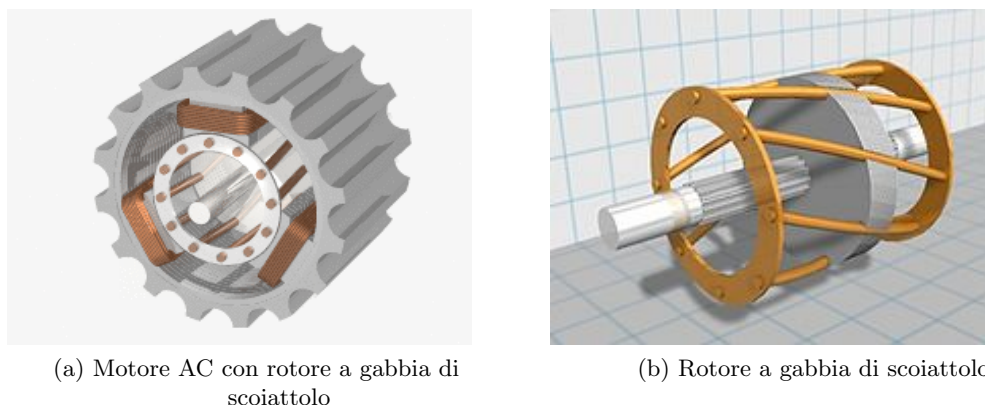 (a) Motore AC con rotore a gabbia di
scoiattolo
(b) Rotore a gabbia di scoiattolo